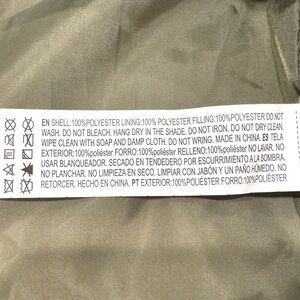 EN SHELL:100%POLYESTER LINING:100% POLYESTER FILLING:100%POLYESTER DO NOT
WASH. DO NOT BLEACH. HANG DRY IN THE SHADE. DO NOT IRON. DO NOT DRY CLEAN.
WIPE CLEAN WITH SOAP AND DAMP CLOTH. DO NOT WRING. MADE IN CHINA. ES TELA
EXTERIOR:100%poliéster FORRO:100%poliéster RELLENO:100%poliéster NO LAVAR. NO
USAR BLANQUEADOR. SECADO EN TENDEDERO POR ESCURRIMIENTO A LA SOMBRA.
NO PLANCHAR. NO LIMPIEZA EN SECO. LIMPIAR CON JABÓN Y UN PAÑO HÚMEDO. NO
RETORCER. HECHO EN CHINA. PT EXTERIOR:100%POLIÉSTER FORRO:100%POLIÉSTER